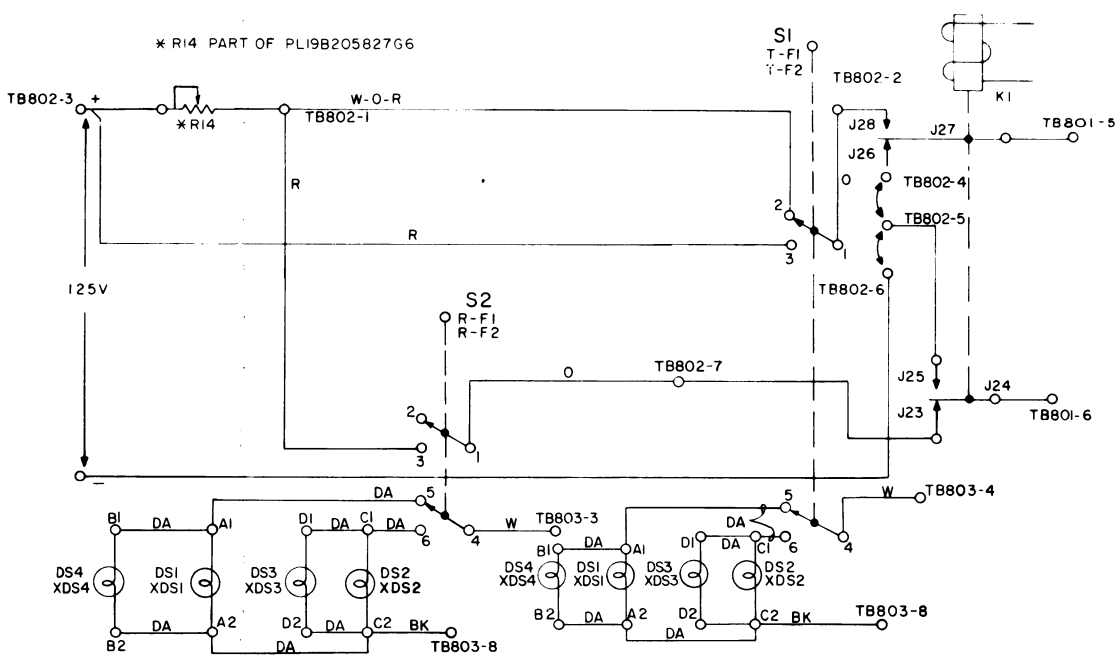 * R14 PART OF PL19B205827G6
S1
T-F1
T-F2
TB802-2
K1
TB802-3
+
*R14
TB802-1
W-O-R
J28
J27
TB801-5
J26
R
O
TB802-4
2
TB802-5
R
3
1
125V
TB802-6
S2
R-F1
R-F2
O
TB802-7
J25
J24
J23
TB801-6
2
3
1
-
DA
5
W
TB803-3
6
4
5
W
TB803-4
DA
6
4
B1
DA
A1
D1
DA
C1
DA
B1
DA
A1
D1
DA
C1
DS4
XDS4
DS1
XDS1
DS3
XDS3
DS2
XDS2
DS4
XDS4
DS1
XDS1
DS3
XDS3
DS2
XDS2
B2
DA
A2
D2
DA
C2
BK
TB803-8
DA
B2
DA
A2
D2
C2
BK
TB803-8
DA